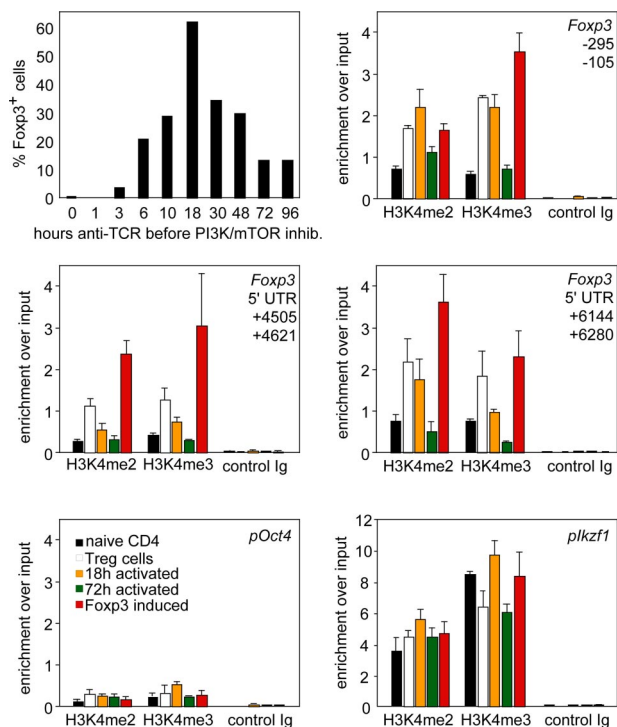 % Foxp3+ cells
60
50
40
30
20
10
0
0 1 3 6 10 18 30 48 72 96
hours anti-TCR before PI3K/mTOR inhib.
enrichment over input
4
3
2
1
0
Foxp3
-295
-105
H3K4me2 H3K4me3 control Ig
enrichment over input
4
3
2
1
0
Foxp3
5' UTR
+4505
+4621
H3K4me2 H3K4me3 control Ig
enrichment over input
4
3
2
1
0
Foxp3
5' UTR
+6144
+6280
H3K4me2 H3K4me3 control Ig
enrichment over input
4
3
2
1
0
pOct4
naive CD4
Treg cells
18h activated
72h activated
Foxp3 induced
H3K4me2 H3K4me3 control Ig
enrichment over input
12
10
8
6
4
2
0
pIkzf1
H3K4me2 H3K4me3 control Ig